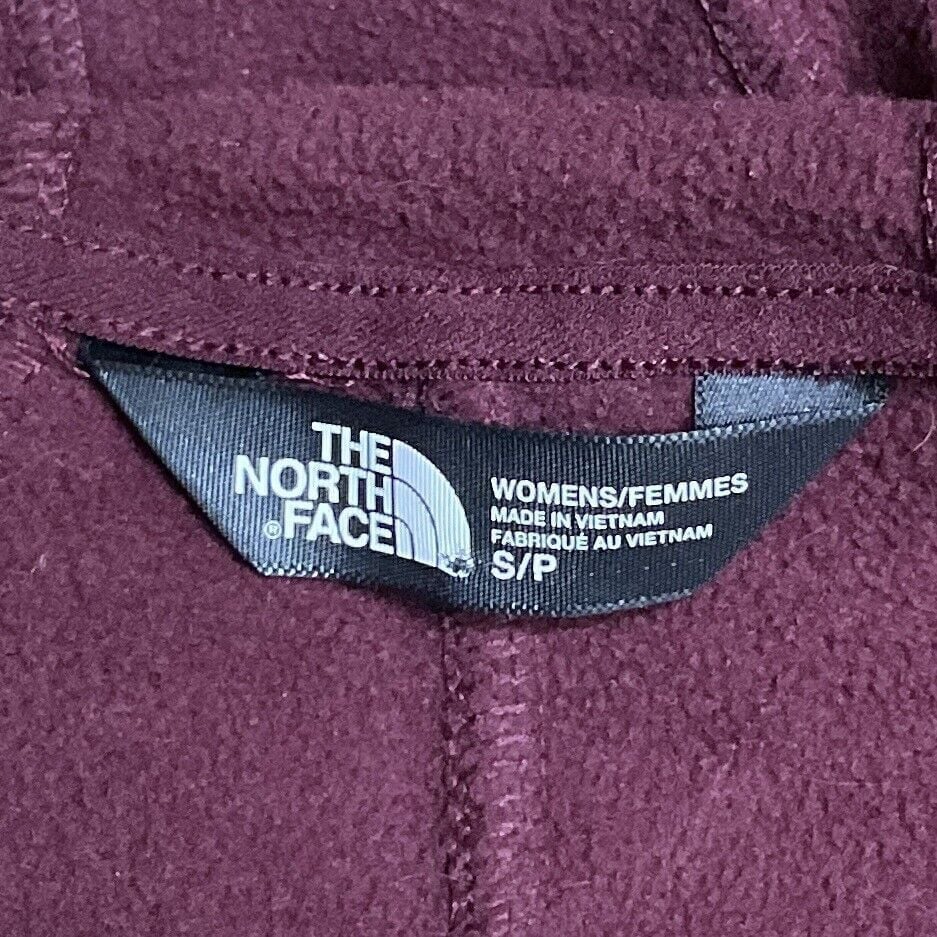 THE
NORTH
® FACE
WOMENS/FEMMES
MADE IN VIETNAM
FABRIQUÉ AU VIETNAM
S/P